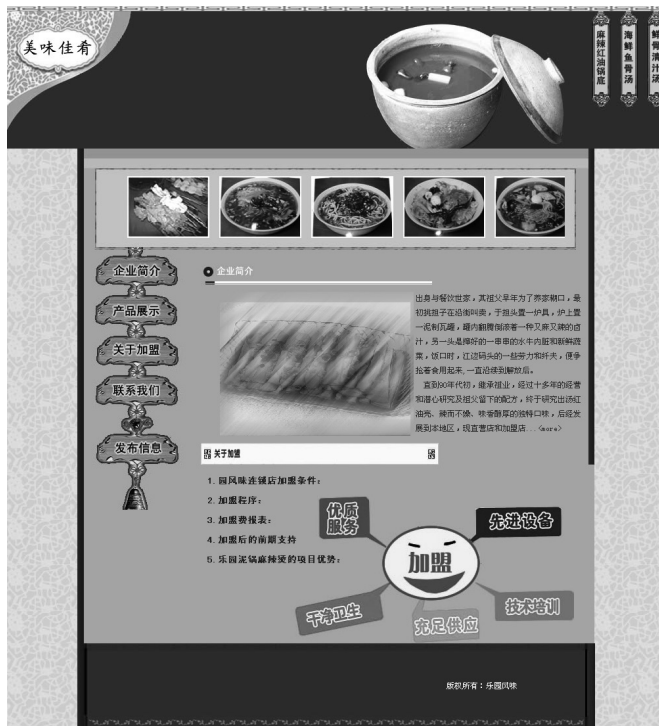 美味佳肴
麻辣红油锅底
海鲜鱼骨汤
鲜骨清汁汤
企业简介
产品展示
关于加盟
联系我们
发布信息
企业简介
出身与餐饮世家，其祖父早年为了养家糊口，最
初挑担子在沿街叫卖，于担头置一炉具，炉上置
一泥制瓦罐，罐内翻腾倒滚着一种又麻又辣的卤
汁，另一头是择好的一串串的水牛内脏和新鲜蔬
菜，饭口时，江边码头的一些劳力和纤夫，便争
抢着食用起来，一直沿续到解放后。
直到90年代初，继承祖业，经过十多年的经营
和潜心研究及祖父留下的配方，终于研究出汤红
油亮、辣而不燥、味香醇厚的独特口味，后经发
展到本地区，现直营店和加盟店...<more>
关于加盟
1. 园风味连锁店加盟条件：
2. 加盟程序：
3. 加盟费报表：
4. 加盟后的前期支持
5. 乐园泥锅麻辣烫的项目优势：
优质
服务
先进设备
加盟
干净卫生
充足供应
技术培训
版权所有：乐园风味